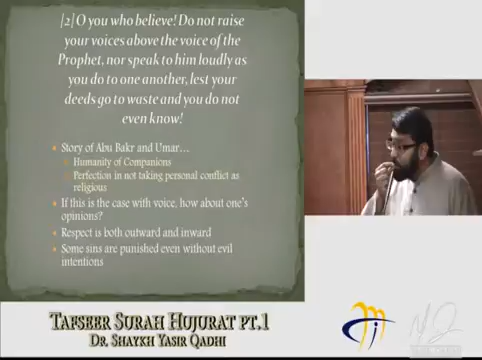 [2] O you who believe! Do not raise
your voices above the voice of the
Prophet, nor speak to him loudly as
you do to one another, lest your
deeds go to waste and you do not
even know!
Story of Abu Bakr and Umar…
Humanity of Companions
Perfection in not taking personal conflict as
religious
If this is the case with voice, how about one's
opinions?
Respect is both outward and inward
Some sins are punished even without evil
intentions
Tafseer Surah Hujurat pt.1
Dr. Shaykh Yasir Qadhi